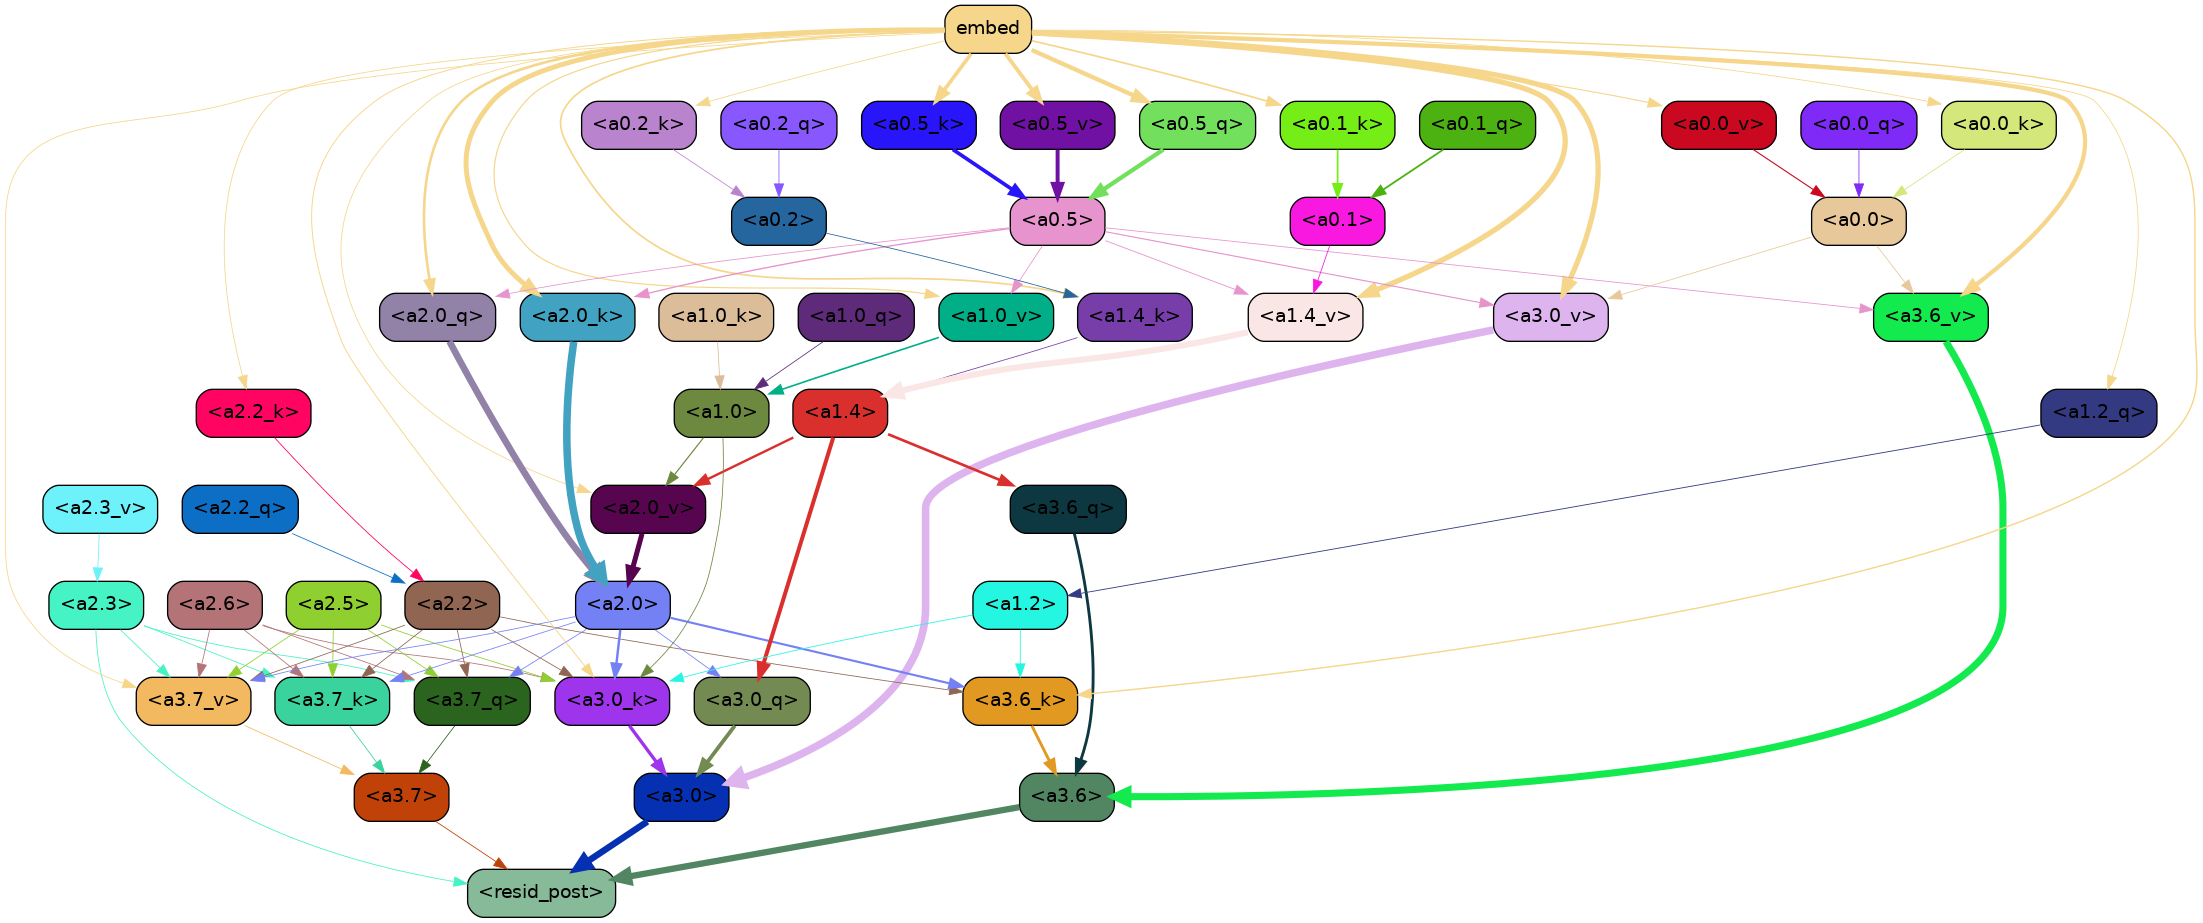 embed
<a0.2_k>
<a0.2_q>
<a0.5_k>
<a0.5_v>
<a0.5_q>
<a0.1_k>
<a0.1_q>
<a0.0_v>
<a0.0_q>
<a0.0_k>
<a0.2>
<a0.5>
<a0.1>
<a0.0>
<a2.0_q>
<a2.0_k>
<a1.0_k>
<a1.0_q>
<a1.0_v>
<a1.4_k>
<a1.4_v>
<a3.0_v>
<a3.6_v>
<a2.2_k>
<a1.0>
<a1.4>
<a1.2_q>
<a2.3_v>
<a2.2_q>
<a2.0_v>
<a3.6_q>
<a2.3>
<a2.6>
<a2.5>
<a2.2>
<a2.0>
<a1.2>
<a3.7_v>
<a3.7_k>
<a3.7_q>
<a3.0_k>
<a3.0_q>
<a3.6_k>
<a3.7>
<a3.0>
<a3.6>
<resid_post>